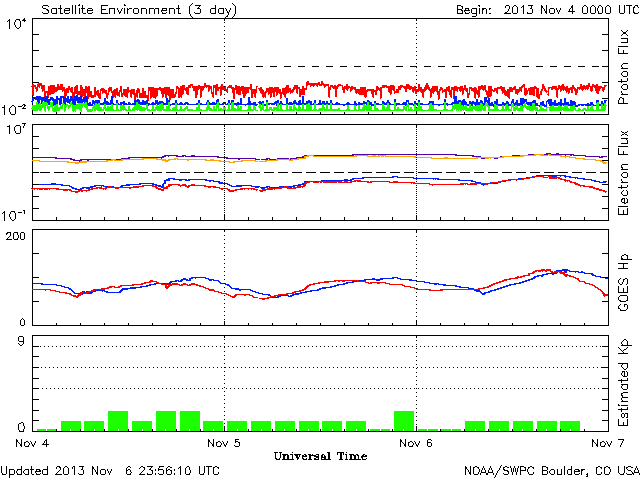 Satellite Environment (3 day) Begin: 2013 Nov 4 0000 UTC
10^4
10^-2
Proton Flux
10^7
10^-1
Electron Flux
200
0
GOES Hp
9
0
Estimated Kp
Nov 4 Nov 5 Nov 6 Nov 7
Universal Time
Updated 2013 Nov 6 23:56:10 UTC NOAA/SWPC Boulder, CO USA